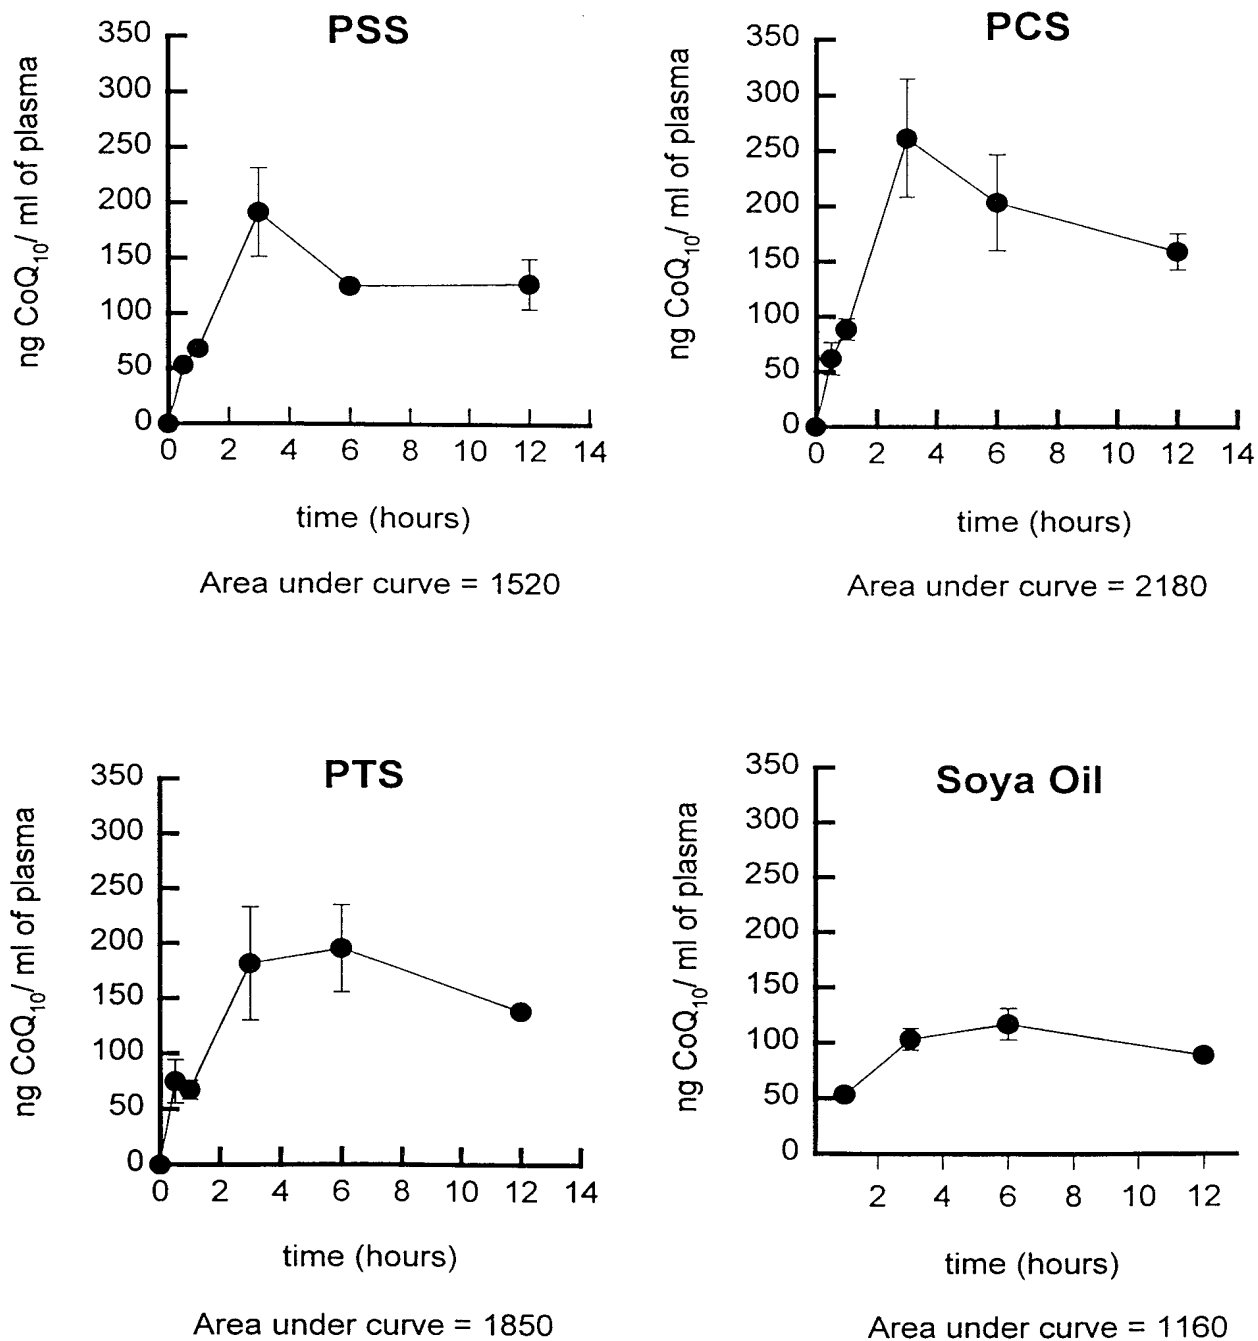 PSS
ng CoQ10/ ml of plasma
350
300
250
200
150
100
50
0
0 2 4 6 8 10 12 14
time (hours)
Area under curve = 1520
PCS
ng CoQ10/ ml of plasma
350
300
250
200
150
100
50
0
0 2 4 6 8 10 12 14
time (hours)
Area under curve = 2180
PTS
ng CoQ10/ ml of plasma
350
300
250
200
150
100
50
0
0 2 4 6 8 10 12 14
time (hours)
Area under curve = 1850
Soya Oil
ng CoQ10/ ml of plasma
350
300
250
200
150
100
50
0
2 4 6 8 10 12
time (hours)
Area under curve = 1160